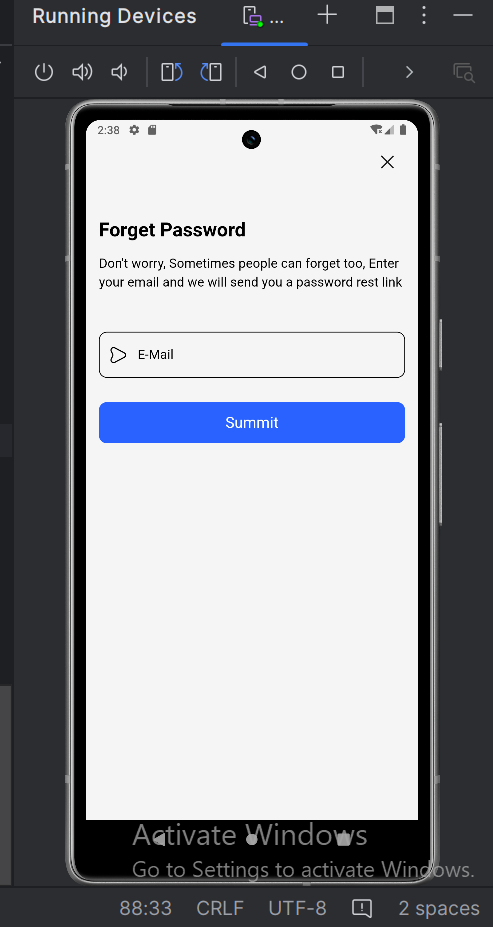 Running Devices
...
2:38
Forget Password
Don't worry, Sometimes people can forget too, Enter
your email and we will send you a password rest link
E-Mail
Summit
Activate Windows
Go to Settings to activate Windows.
88:33 CRLF UTF-8 2 spaces